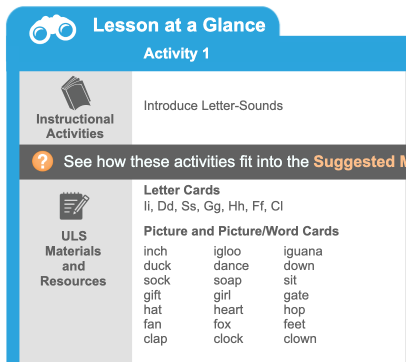 Lesson at a Glance
Activity 1
Instructional
Activities
Introduce Letter-Sounds
? See how these activities fit into the Suggested
ULS
Materials
and
Resources
Letter Cards
Ii, Dd, Ss, Gg, Hh, Ff, Cl
Picture and Picture/Word Cards
inch igloo iguana
duck dance down
sock soap sit
gift girl gate
hat heart hop
fan fox feet
clap clock clown